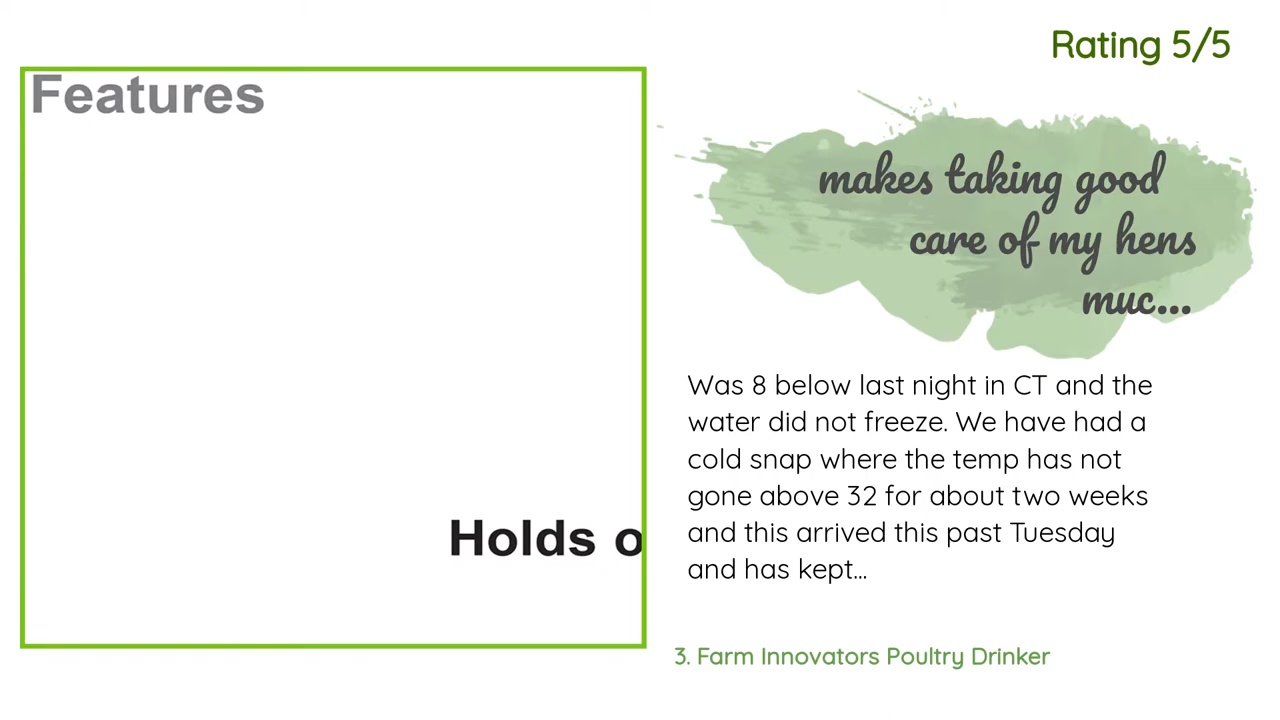 Rating 5/5
Features
makes taking good
care of my hens
muc...
Was 8 below last night in CT and the
water did not freeze. We have had a
cold snap where the temp has not
gone above 32 for about two weeks
and this arrived this past Tuesday
and has kept...
Holds o
3. Farm Innovators Poultry Drinker